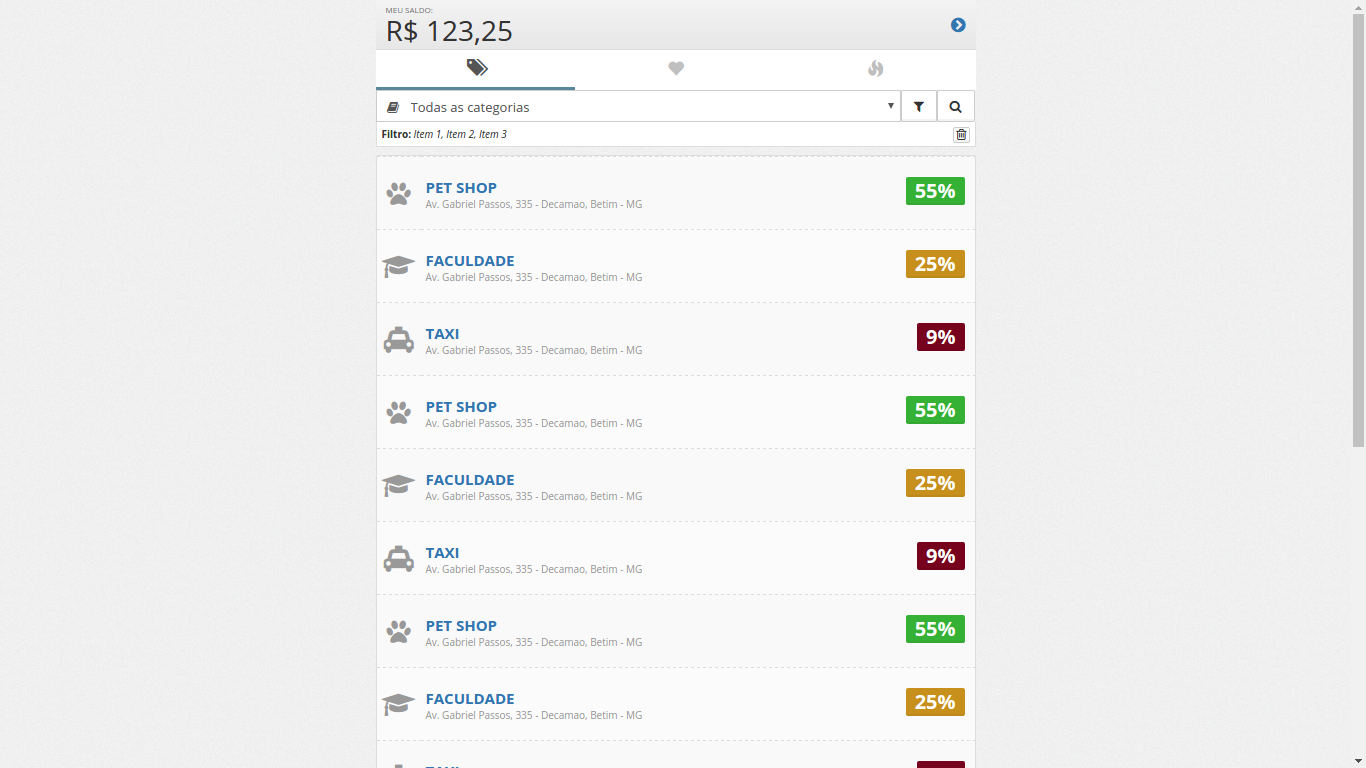 MEU SALDO:
R$ 123,25
Todas as categorias
Filtro: Item 1, Item 2, Item 3
PET SHOP
55%
Av. Gabriel Passos, 335 - Decamao, Betim - MG
FACULDADE
25%
Av. Gabriel Passos, 335 - Decamao, Betim - MG
TAXI
9%
Av. Gabriel Passos, 335 - Decamao, Betim - MG
PET SHOP
55%
Av. Gabriel Passos, 335 - Decamao, Betim - MG
FACULDADE
25%
Av. Gabriel Passos, 335 - Decamao, Betim - MG
TAXI
9%
Av. Gabriel Passos, 335 - Decamao, Betim - MG
PET SHOP
55%
Av. Gabriel Passos, 335 - Decamao, Betim - MG
FACULDADE
25%
Av. Gabriel Passos, 335 - Decamao, Betim - MG